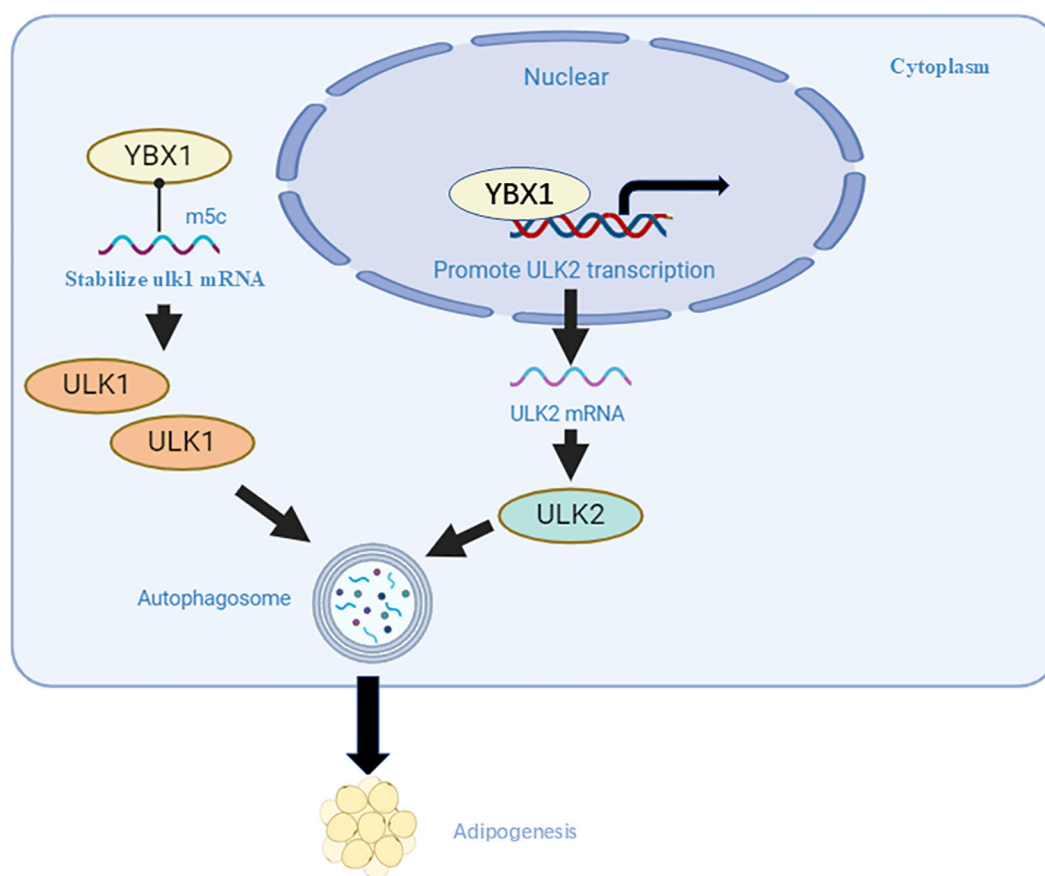 Nuclear
Cytoplasm
YBX1
m5c
Stabilize ulk1 mRNA
YBX1
Promote ULK2 transcription
ULK1
ULK1
ULK2 mRNA
ULK2
Autophagosome
Adipogenesis